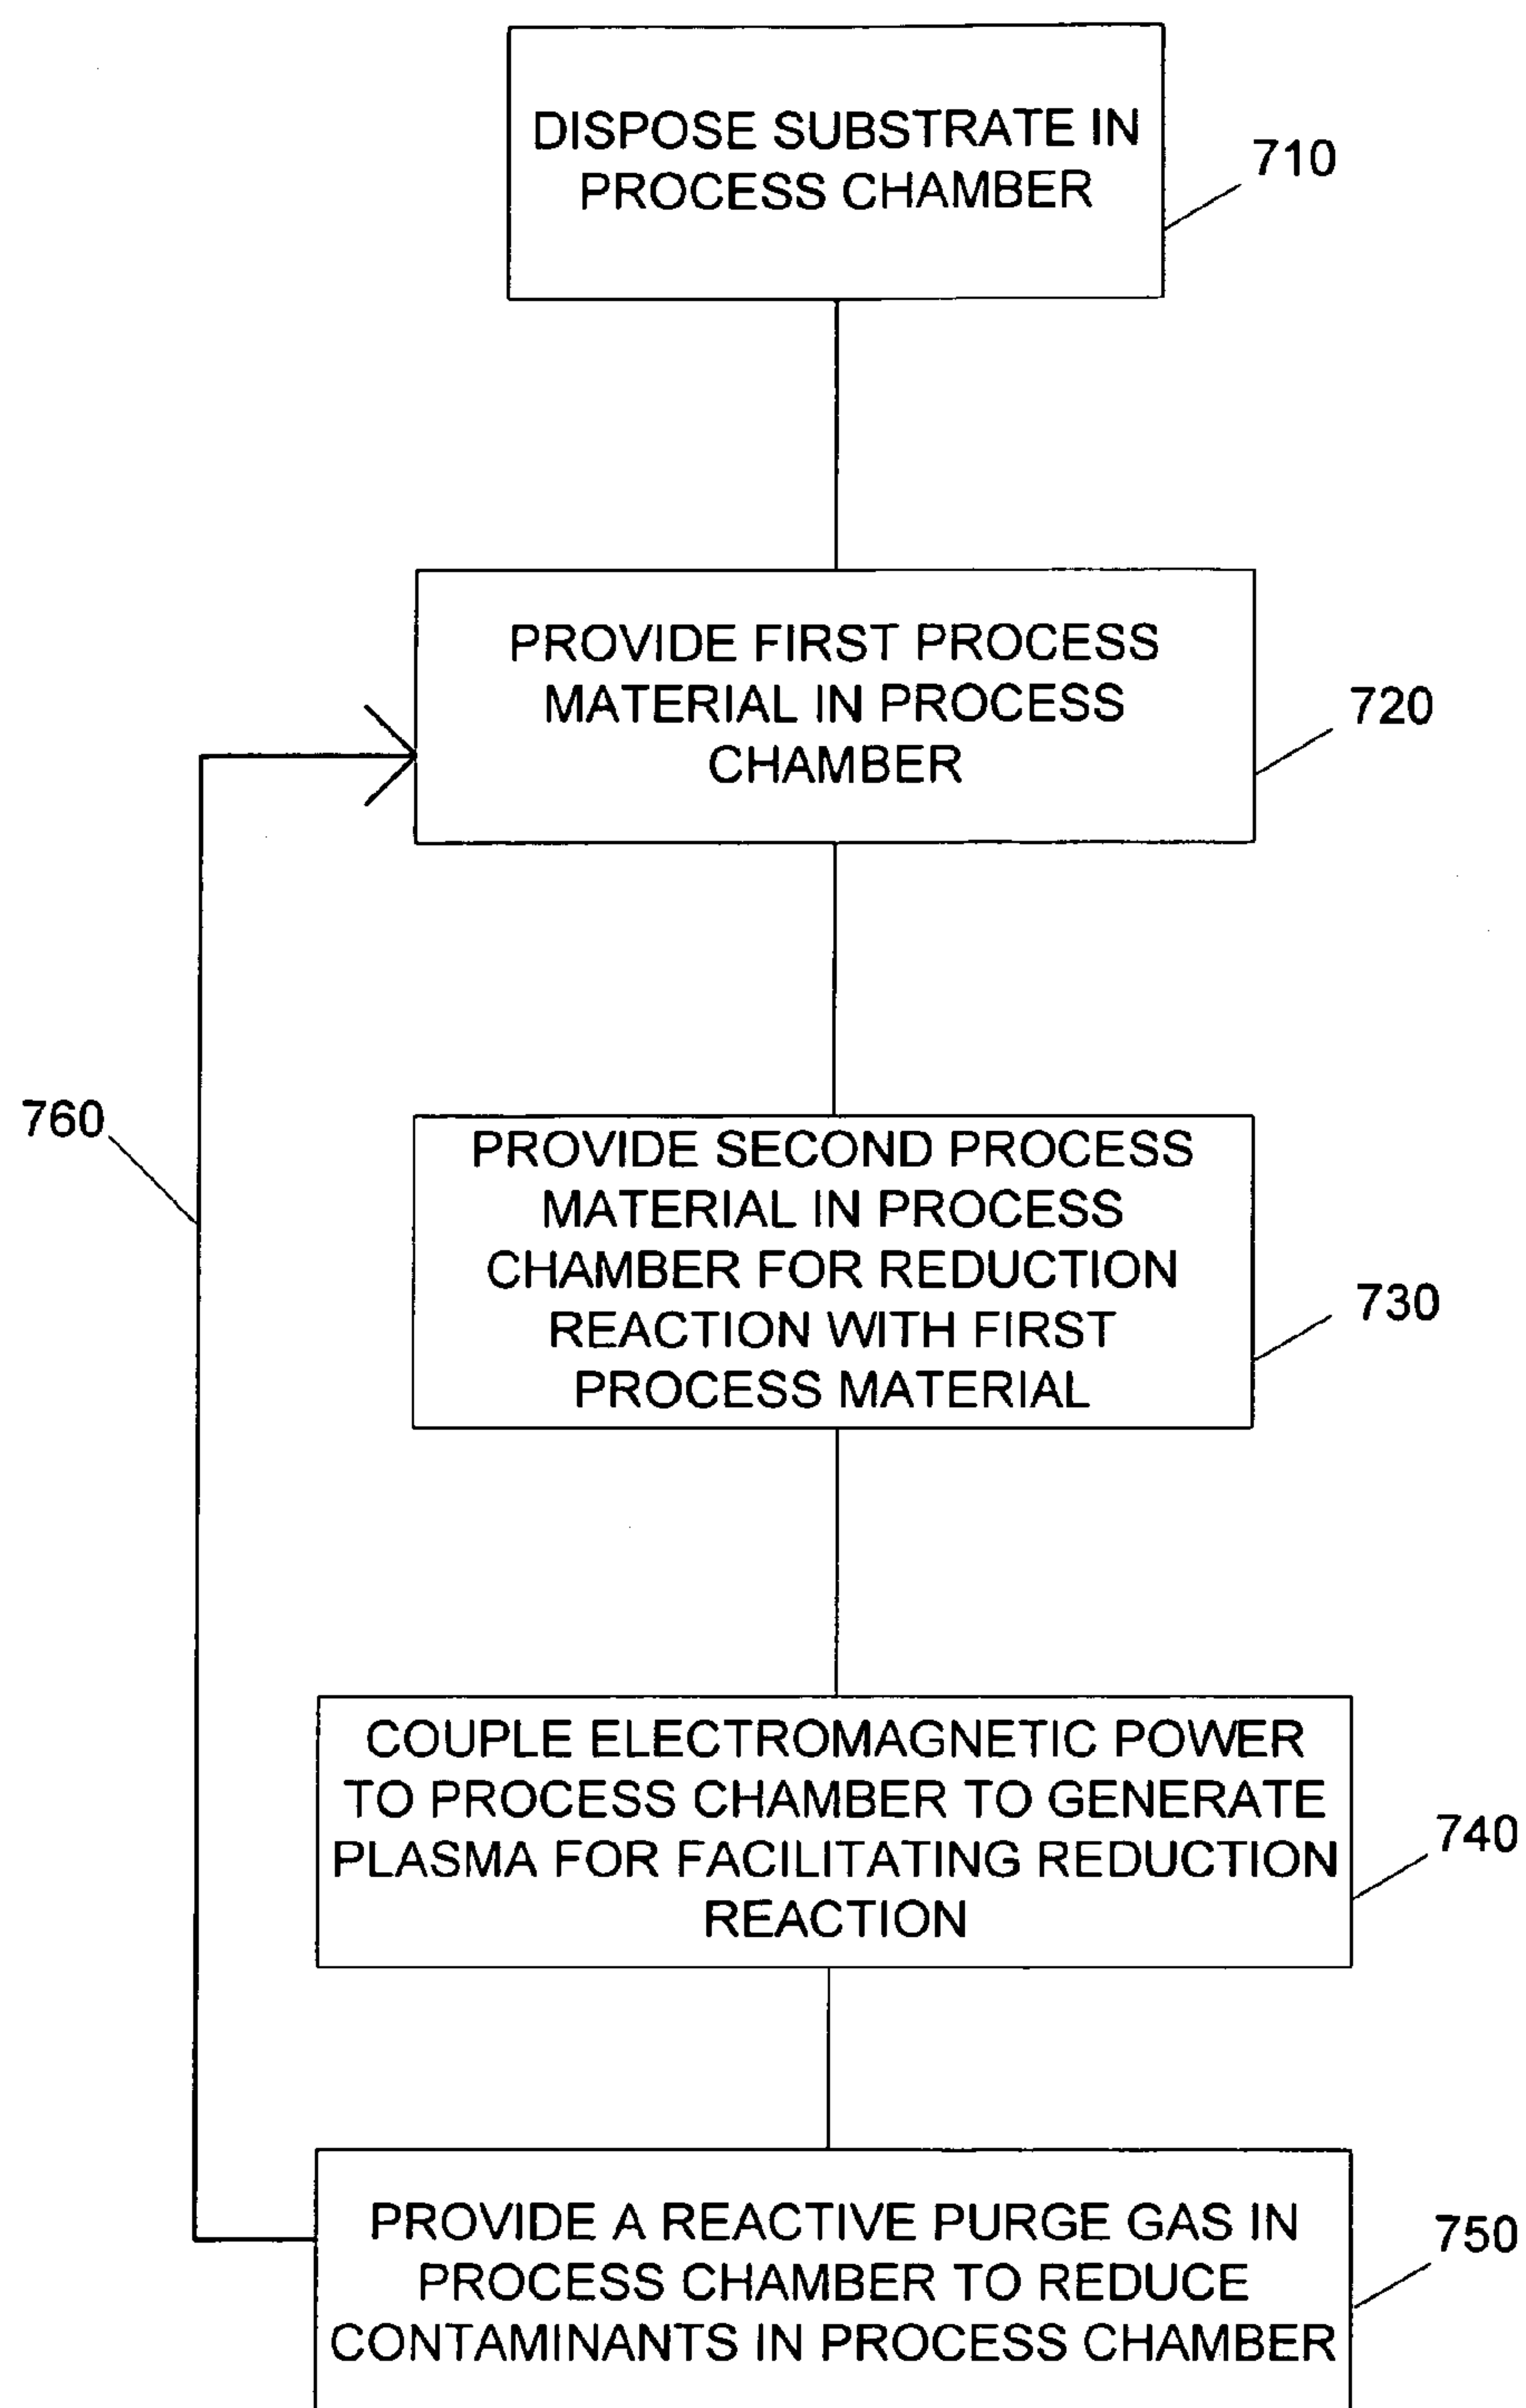 DISPOSE SUBSTRATE IN
PROCESS CHAMBER
710
PROVIDE FIRST PROCESS
MATERIAL IN PROCESS
CHAMBER
720
760
PROVIDE SECOND PROCESS
MATERIAL IN PROCESS
CHAMBER FOR REDUCTION
REACTION WITH FIRST
PROCESS MATERIAL
730
COUPLE ELECTROMAGNETIC POWER
TO PROCESS CHAMBER TO GENERATE
PLASMA FOR FACILITATING REDUCTION
REACTION
740
PROVIDE A REACTIVE PURGE GAS IN
PROCESS CHAMBER TO REDUCE
CONTAMINANTS IN PROCESS CHAMBER
750